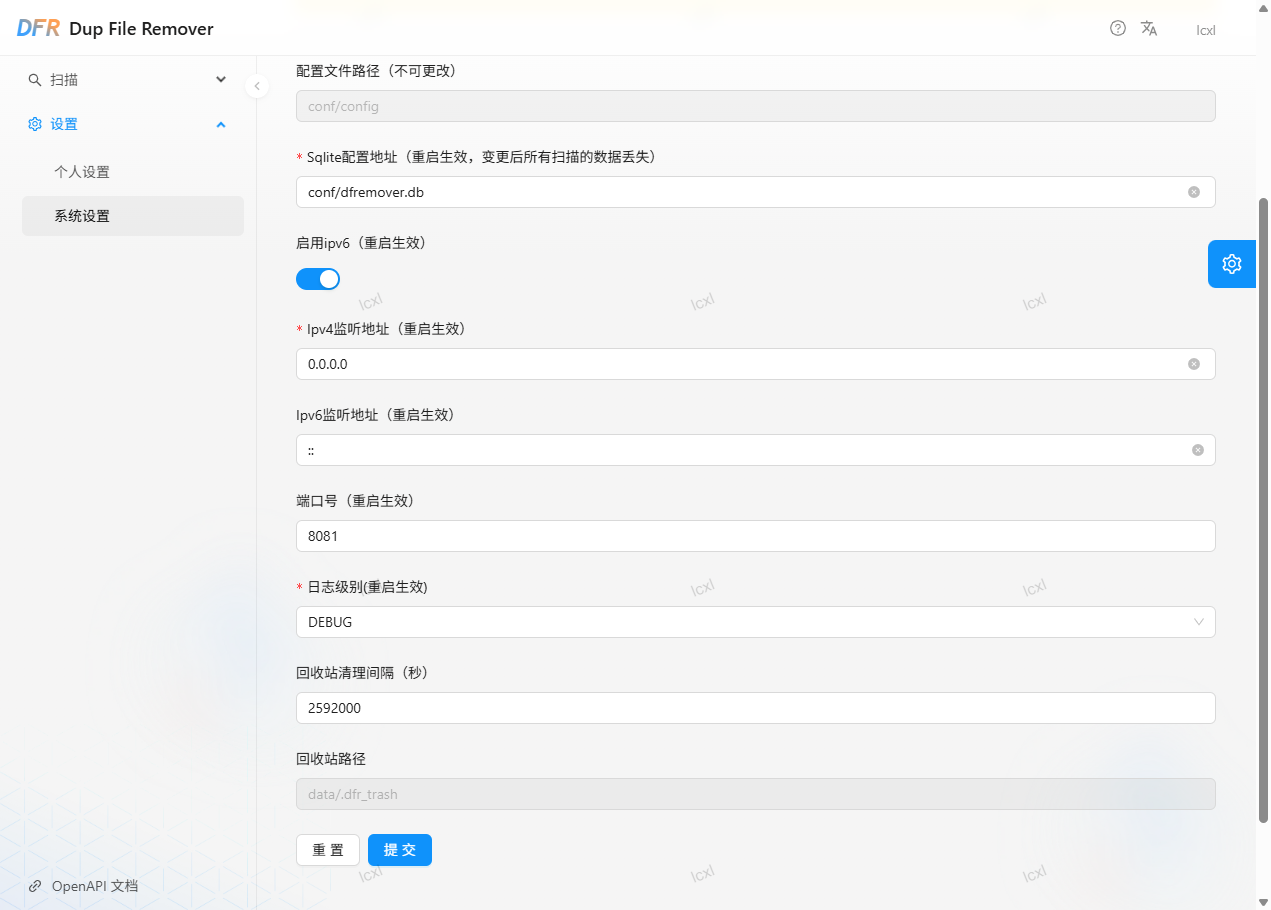 DFR Dup File Remover
lcxl
扫描
设置
个人设置
系统设置
OpenAPI 文档
配置文件路径（不可更改）
conf/config
* Sqlite配置地址（重启生效，变更后所有扫描的数据丢失）
conf/dfremover.db
启用ipv6（重启生效）
lcxl lcxl lcxl
* Ipv4监听地址（重启生效）
0.0.0.0
Ipv6监听地址（重启生效）
::
端口号（重启生效）
8081
* 日志级别(重启生效)
lcxl lcxl
DEBUG
回收站清理间隔（秒）
2592000
回收站路径
data/.dfr_trash
重 置 提 交
lcxl lcxl lcxl